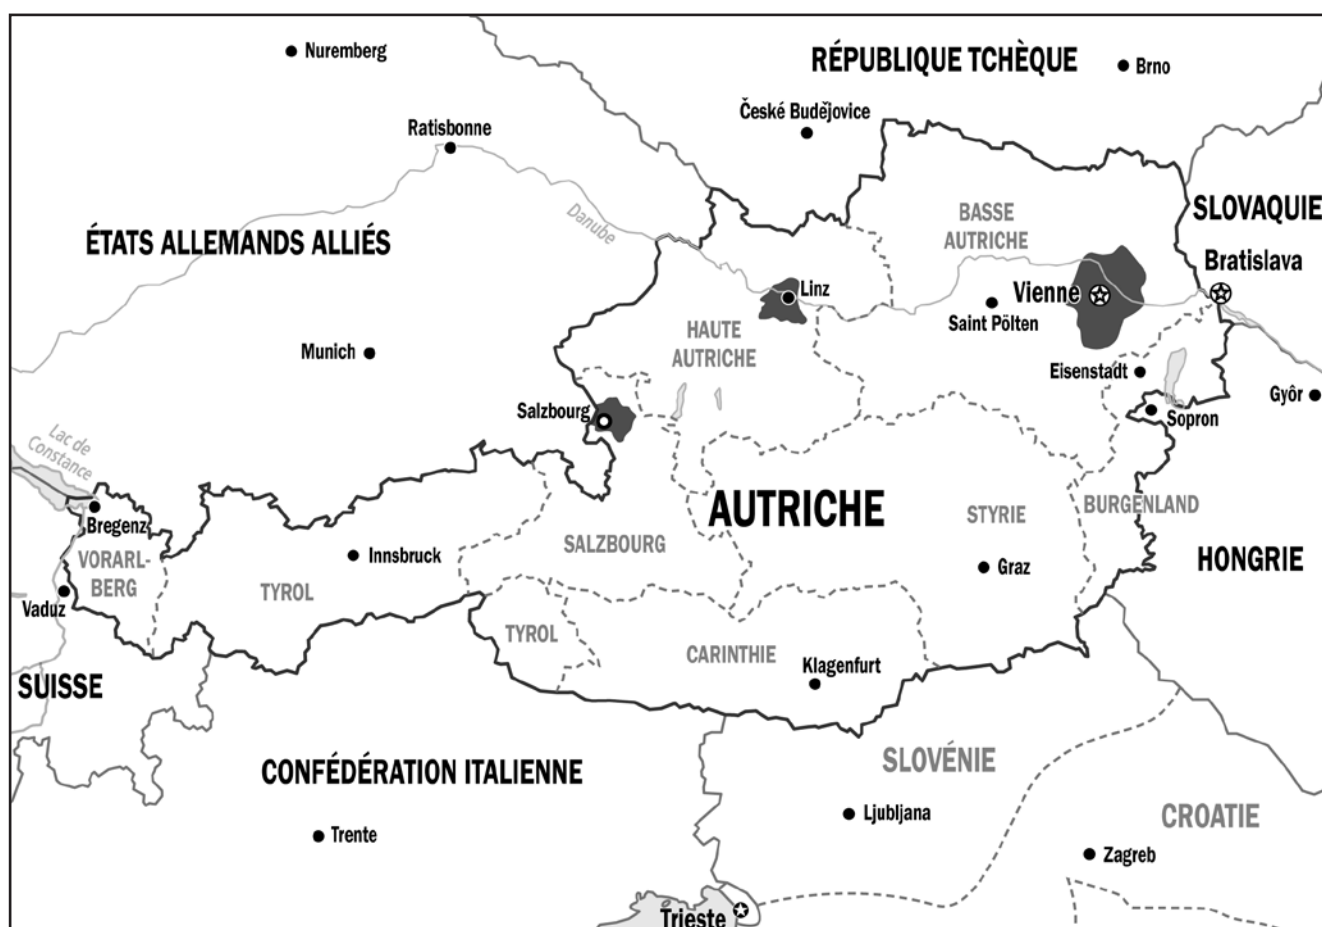 Nuremberg
RÉPUBLIQUE TCHÈQUE
Brno
České Budějovice
Ratisbonne
Danube
SLOVAQUIE
BASSE
AUTRICHE
ÉTATS ALLEMANDS ALLIÉS
Bratislava
Linz
Vienne
Saint Pölten
HAUTE
AUTRICHE
Munich
Eisenstadt
Győr
Salzbourg
Sopron
Lac de
Constance
AUTRICHE
BURGENLAND
STYRIE
Bregenz
SALZBOURG
Innsbruck
VORARL-
BERG
HONGRIE
Graz
TYROL
Vaduz
TYROL
CARINTHIE
Klagenfurt
SUISSE
CONFÉDÉRATION ITALIENNE
SLOVÉNIE
Ljubljana
CROATIE
Trente
Zagreb
Trieste